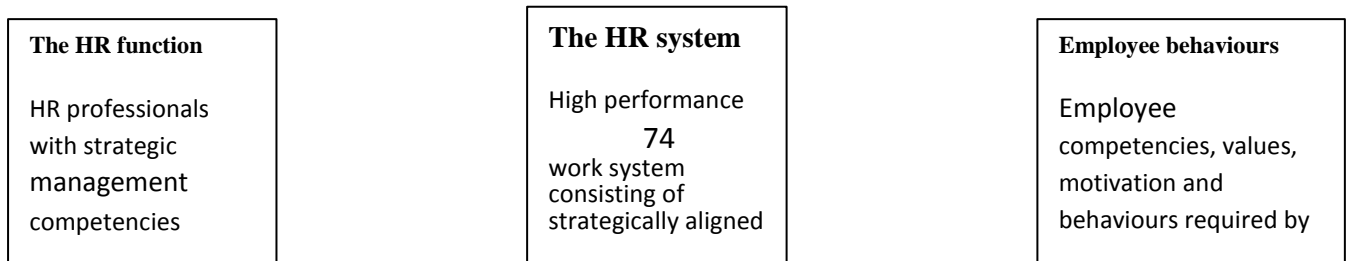 The HR function
HR professionals
with strategic
management
competencies
The HR system
High performance
74
work system
consisting of
strategically aligned
Employee behaviours
Employee
competencies, values,
motivation and
behaviours required by